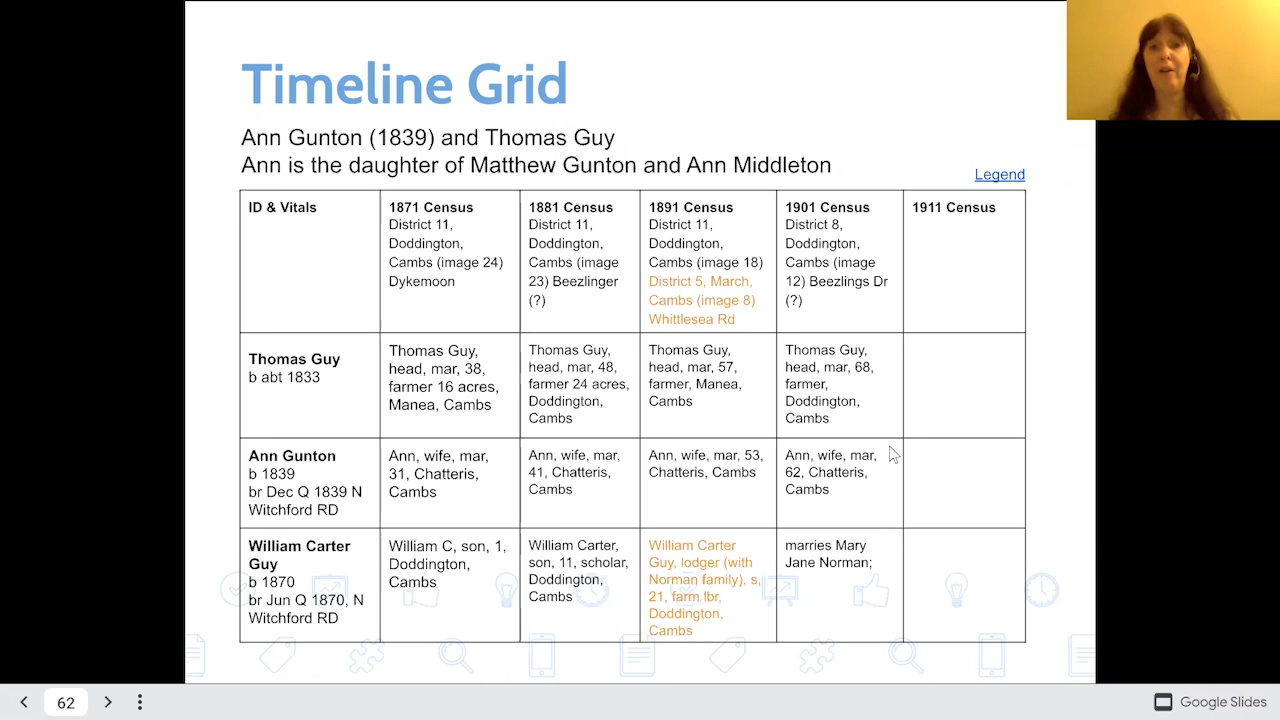 Timeline Grid
Ann Gunton (1839) and Thomas Guy
Ann is the daughter of Matthew Gunton and Ann Middleton
Legend
ID & Vitals
1871 Census
District 11,
Doddington,
Cambs (image 24)
Dykemoon
1881 Census
District 11,
Doddington,
Cambs (image
23) Beezlinger
(?)
1891 Census
District 11,
Doddington,
Cambs (image 18)
District 5, March,
Cambs (image 8)
Whittlesea Rd
1901 Census
District 8,
Doddington,
Cambs (image
12) Beezlings Dr
(?)
1911 Census
Thomas Guy
b abt 1833
Thomas Guy,
head, mar, 38,
farmer 16 acres,
Manea, Cambs
Thomas Guy,
head, mar, 48,
farmer 24 acres,
Doddington,
Cambs
Thomas Guy,
head, mar, 57,
farmer, Manea,
Cambs
Thomas Guy,
head, mar, 68,
farmer,
Doddington,
Cambs
Ann Gunton
b 1839
br Dec Q 1839 N
Witchford RD
Ann, wife, mar,
31, Chatteris,
Cambs
Ann, wife, mar,
41, Chatteris,
Cambs
Ann, wife, mar, 53,
Chatteris, Cambs
Ann, wife, mar,
62, Chatteris,
Cambs
William Carter
Guy
b 1870
br Jun Q 1870, N
Witchford RD
William C, son, 1,
Doddington,
Cambs
William Carter,
son, 11, scholar,
Doddington,
Cambs
William Carter
Guy, lodger (with
Norman family), s,
21, farm lbr,
Doddington,
Cambs
marries Mary
Jane Norman;
62
Google Slides